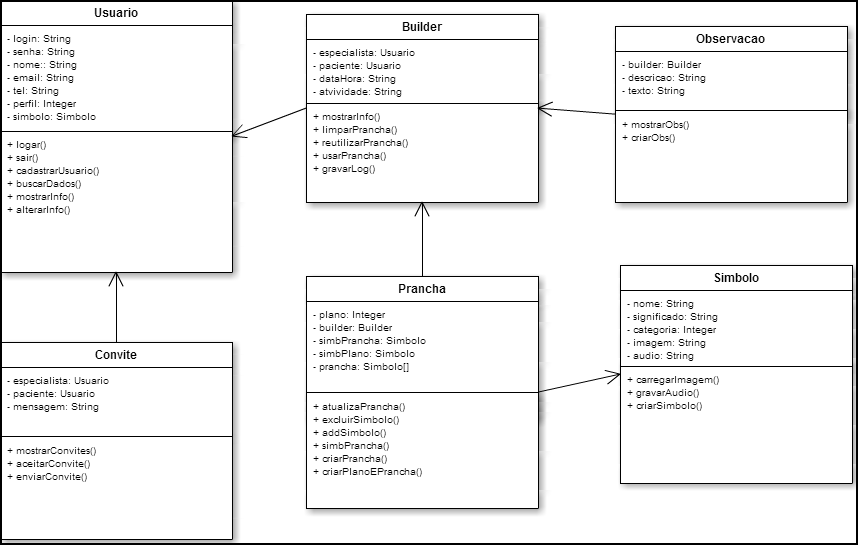 Usuario
- login: String
- senha: String
- nome:: String
- email: String
- tel: String
- perfil: Integer
- simbolo: Simbolo
+ logar()
+ sair()
+ cadastrarUsuario()
+ buscarDados()
+ mostrarInfo()
+ alterarInfo()
Builder
- especialista: Usuario
- paciente: Usuario
- dataHora: String
- atvividade: String
+ mostrarInfo()
+ limparPrancha()
+ reutilizarPrancha()
+ usarPrancha()
+ gravarLog()
Observacao
- builder: Builder
- descricao: String
- texto: String
+ mostrarObs()
+ criarObs()
Convite
- especialista: Usuario
- paciente: Usuario
- mensagem: String
+ mostrarConvites()
+ aceitarConvite()
+ enviarConvite()
Prancha
- plano: Integer
- builder: Builder
- simbPrancha: Simbolo
- simbPlano: Simbolo
- prancha: Simbolo[]
+ atualizaPrancha()
+ excluirSimbolo()
+ addSimbolo()
+ simbPrancha()
+ criarPrancha()
+ criarPlanoEPrancha()
Simbolo
- nome: String
- significado: String
- categoria: Integer
- imagem: String
- audio: String
+ carregarImagem()
+ gravarAudio()
+ criarSimbolo()